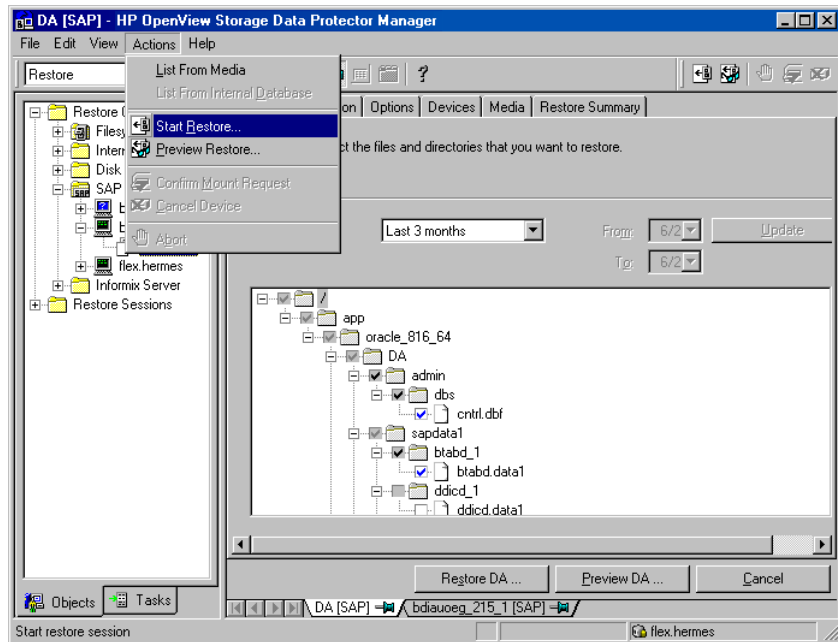 DA [SAP] - HP OpenView Storage Data Protector Manager
File Edit View Actions Help
Restore
List From Media
List From Internal Database
Start Restore...
Preview Restore...
Confirm Mount Request
Cancel Device
Abort
Options Devices Media Restore Summary
the files and directories that you want to restore.
Last 3 months
From: 6/2
Update
To: 6/2
Restore
Disk
SAP
flex.hermes
Informix Server
Restore Sessions
/
app
oracle_816_64
DA
admin
dbs
cntrl.dbf
sapdata1
btabd_1
btabd.data1
ddicd_1
ddicd.data1
Restore DA ... Preview DA ... Cancel
Objects Tasks
DA [SAP] bdiauoeg_215_1 [SAP]
Start restore session
flex.hermes